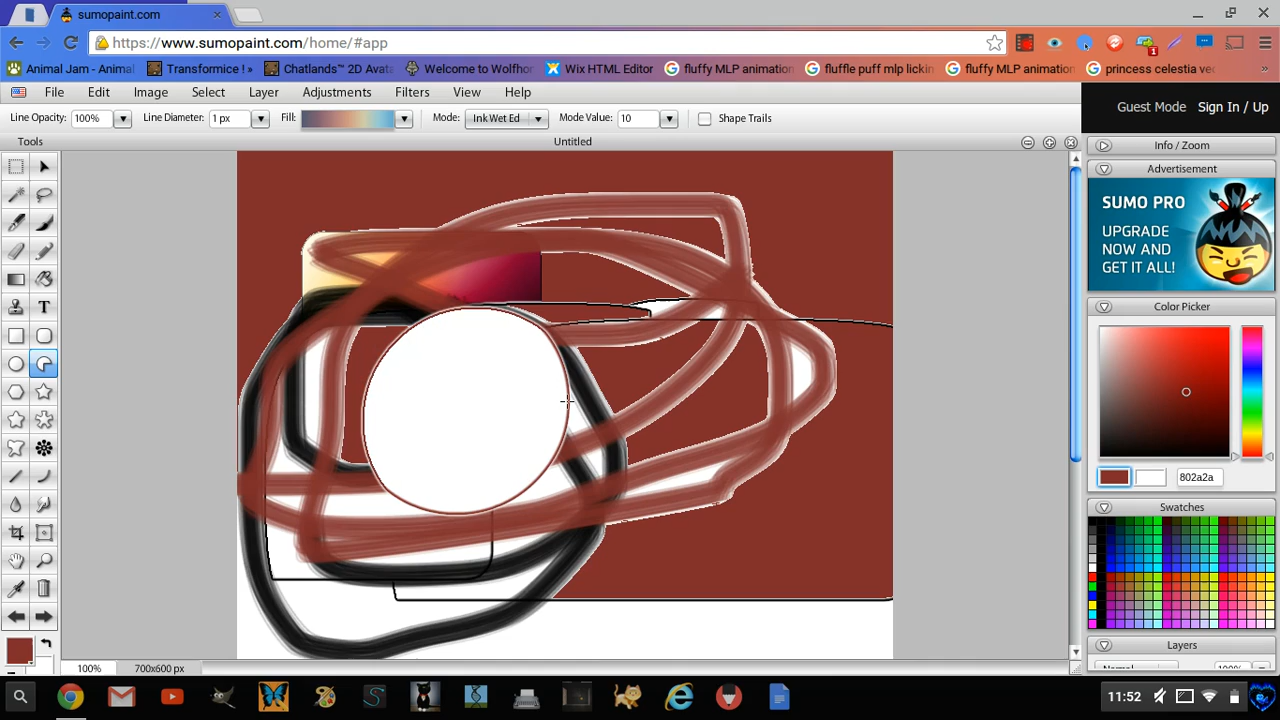 sumopaint.com
https://www.sumopaint.com/home/#app
Animal Jam - Anima
Transformice ! »
Chatlands™ 2D Avata
Welcome to Wolfhom
Wix HTML Editor
fluffy MLP animation
fluffle puff mlp lickin
fluffy MLP animation
princess celestia ve
»
File Edit Image Select Layer Adjustments Filters View Help
Guest Mode Sign In / Up
Line Opacity: 100% Line Diameter: 1 px Fill: Mode: Ink Wet Ed Mode Value: 10 Shape Trails
Tools
Untitled
Info / Zoom
Advertisement
SUMO PRO
UPGRADE
NOW AND
GET IT ALL!
Color Picker
802a2a
Swatches
Layers
100% 700x600 px
11:52